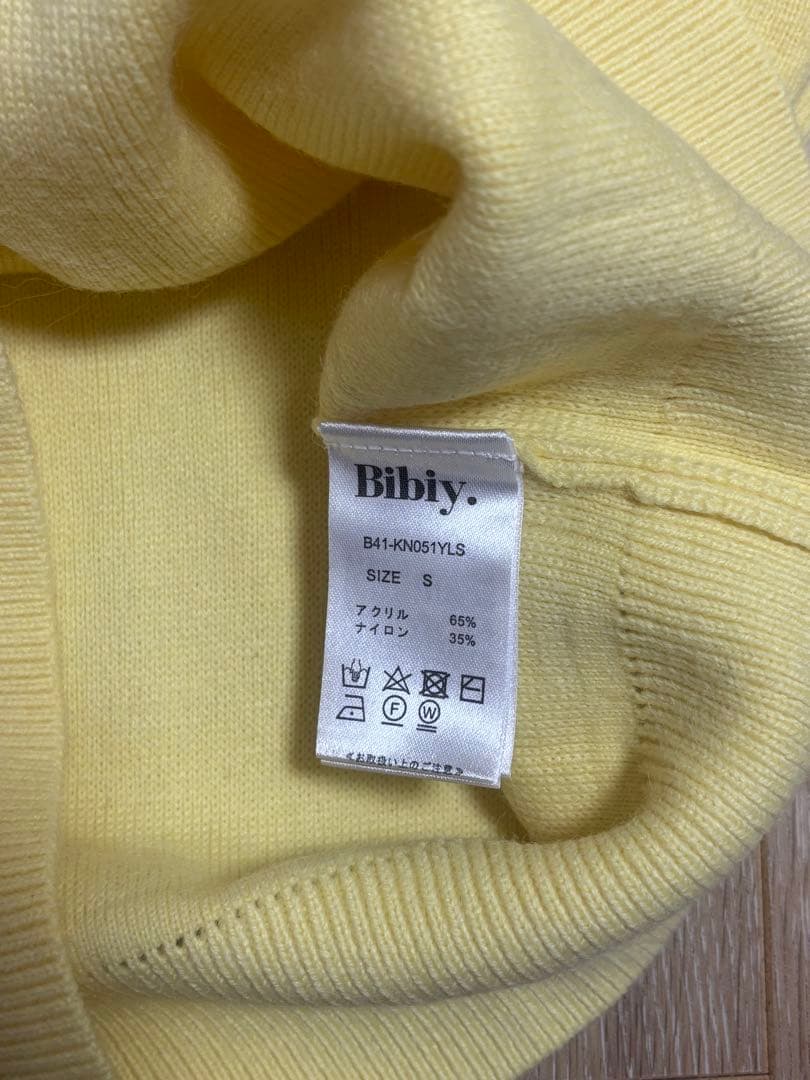 Bibiy.
B41-KN051YLS
SIZE S
アクリル 65%
ナイロン 35%
F W
≪お取扱い上のご注意≫